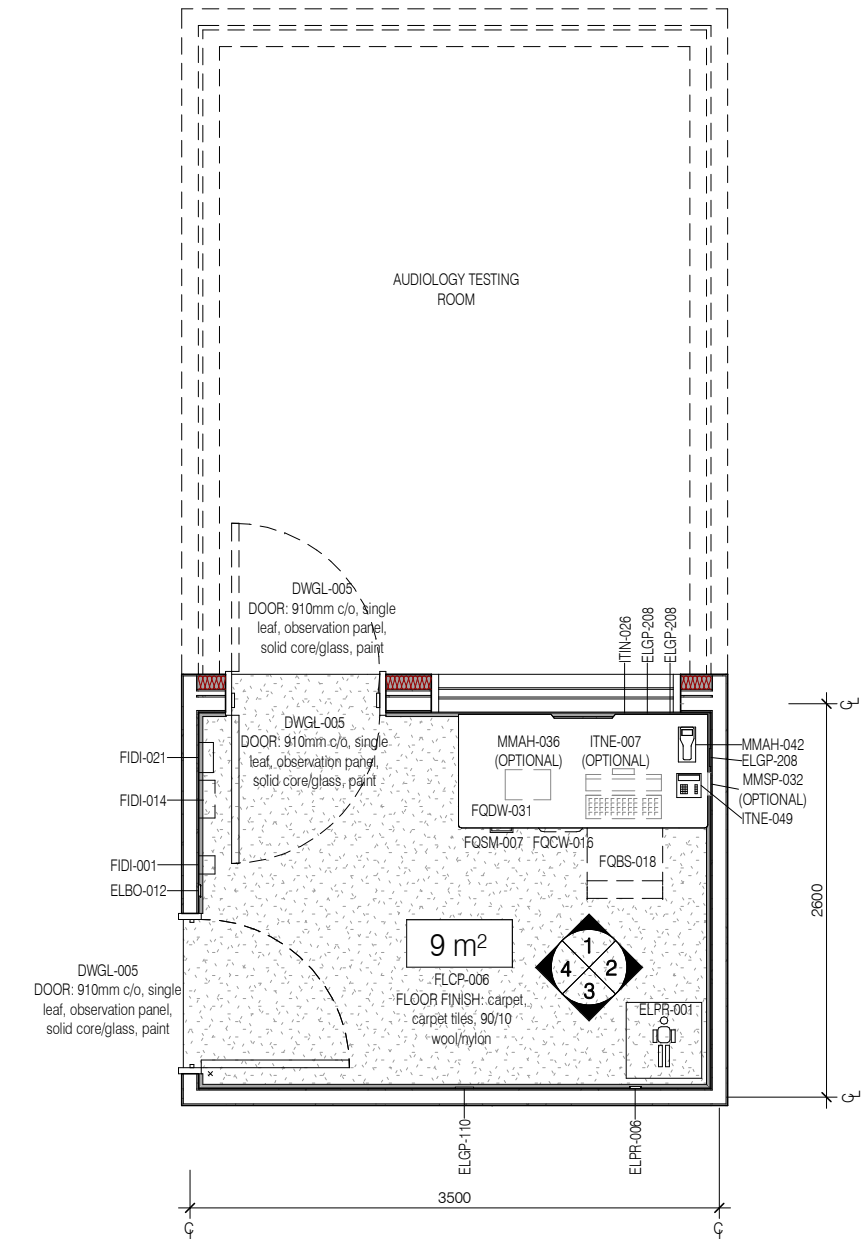 AUDIOLOGY TESTING
ROOM
DWGL-005
DOOR: 910mm c/o, single
leaf, observation panel,
solid core/glass, paint
ITIN-026
ELGP-208
ELGP-208
DWGL-005
DOOR: 910mm c/o, single
leaf, observation panel,
solid core/glass, paint
MMAH-036
(OPTIONAL)
ITNE-007
(OPTIONAL)
FQDW-031
MMAH-042
ELGP-208
MMSP-032
(OPTIONAL)
ITNE-049
FIDI-021
FIDI-014
FIDI-001
ELBO-012
FQSM-007
FQCW-016
FQBS-018
2600
9 m²
FLCP-006
FLOOR FINISH: carpet,
carpet tiles, 90/10
wool/nylon
1
2
3
4
DWGL-005
DOOR: 910mm c/o, single
leaf, observation panel,
solid core/glass, paint
ELPR-001
ELGP-110
ELPR-006
3500